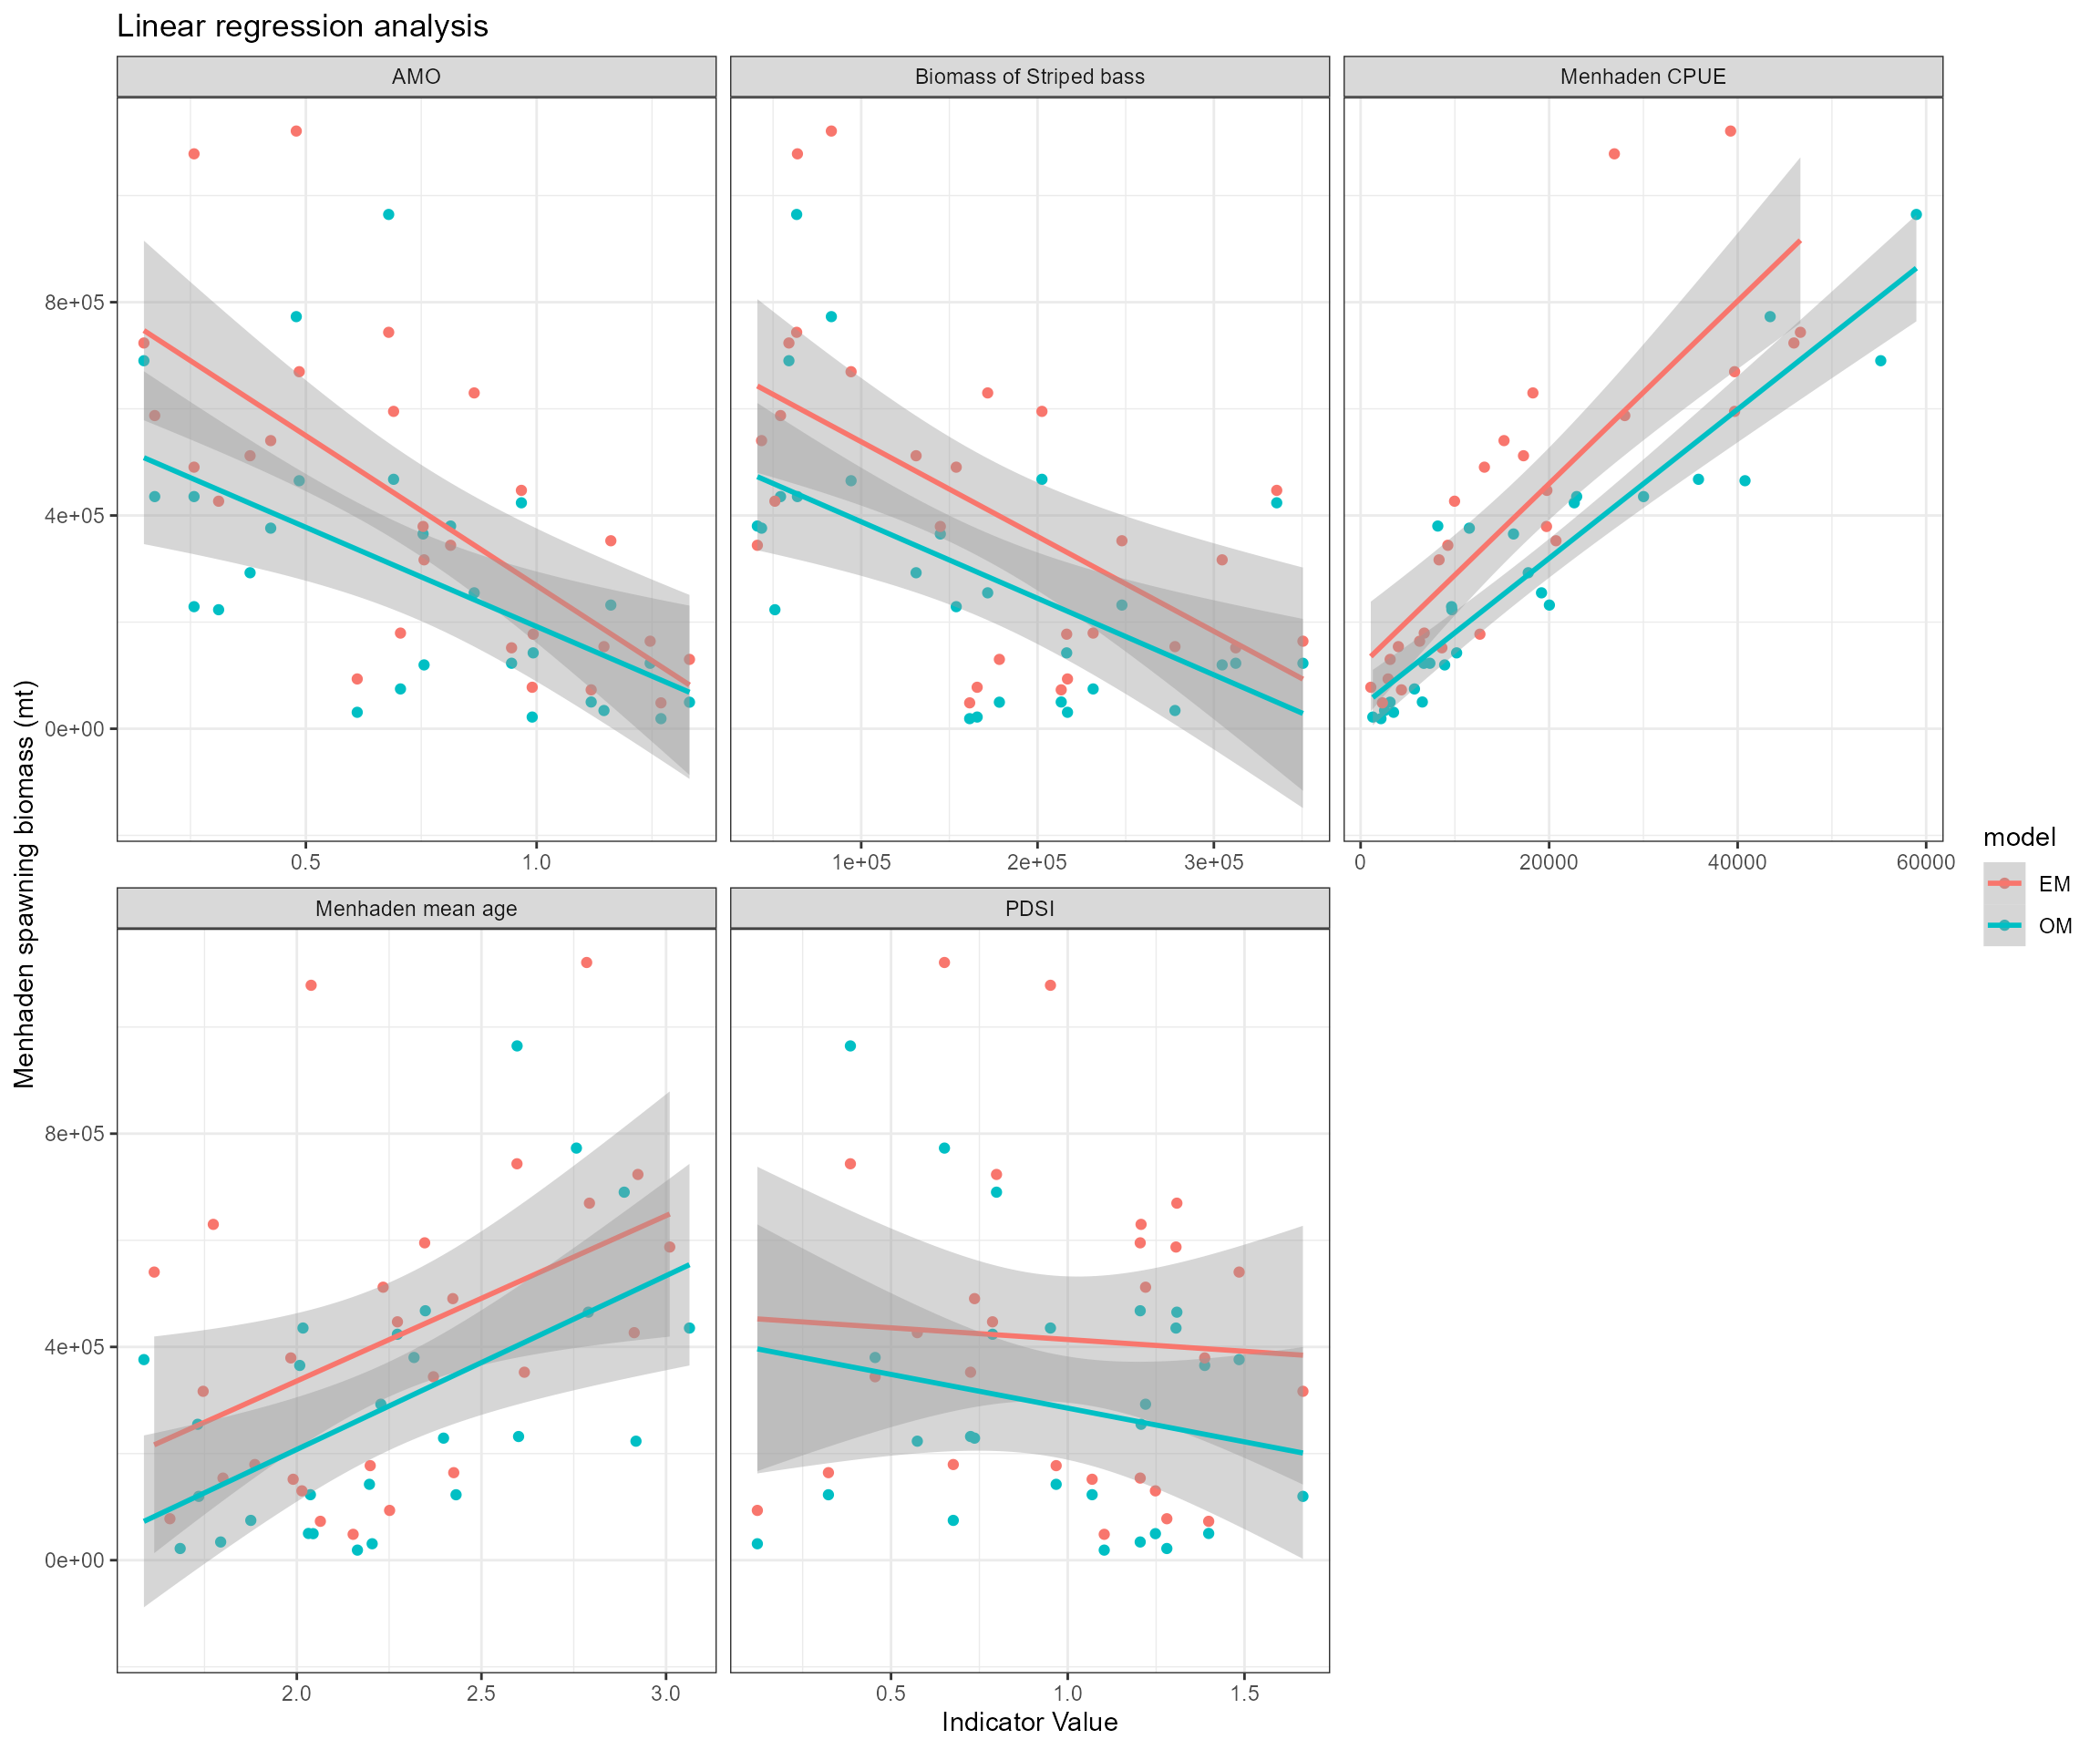 Linear regression analysis
AMO
Biomass of Striped bass
Menhaden CPUE
8e+05
4e+05
0e+00
0.5
1.0
1e+05
2e+05
3e+05
0
20000
40000
60000
Menhaden mean age
PDSI
8e+05
4e+05
0e+00
2.0
2.5
3.0
0.5
1.0
1.5
Indicator Value
Menhaden spawning biomass (mt)
model
EM
OM